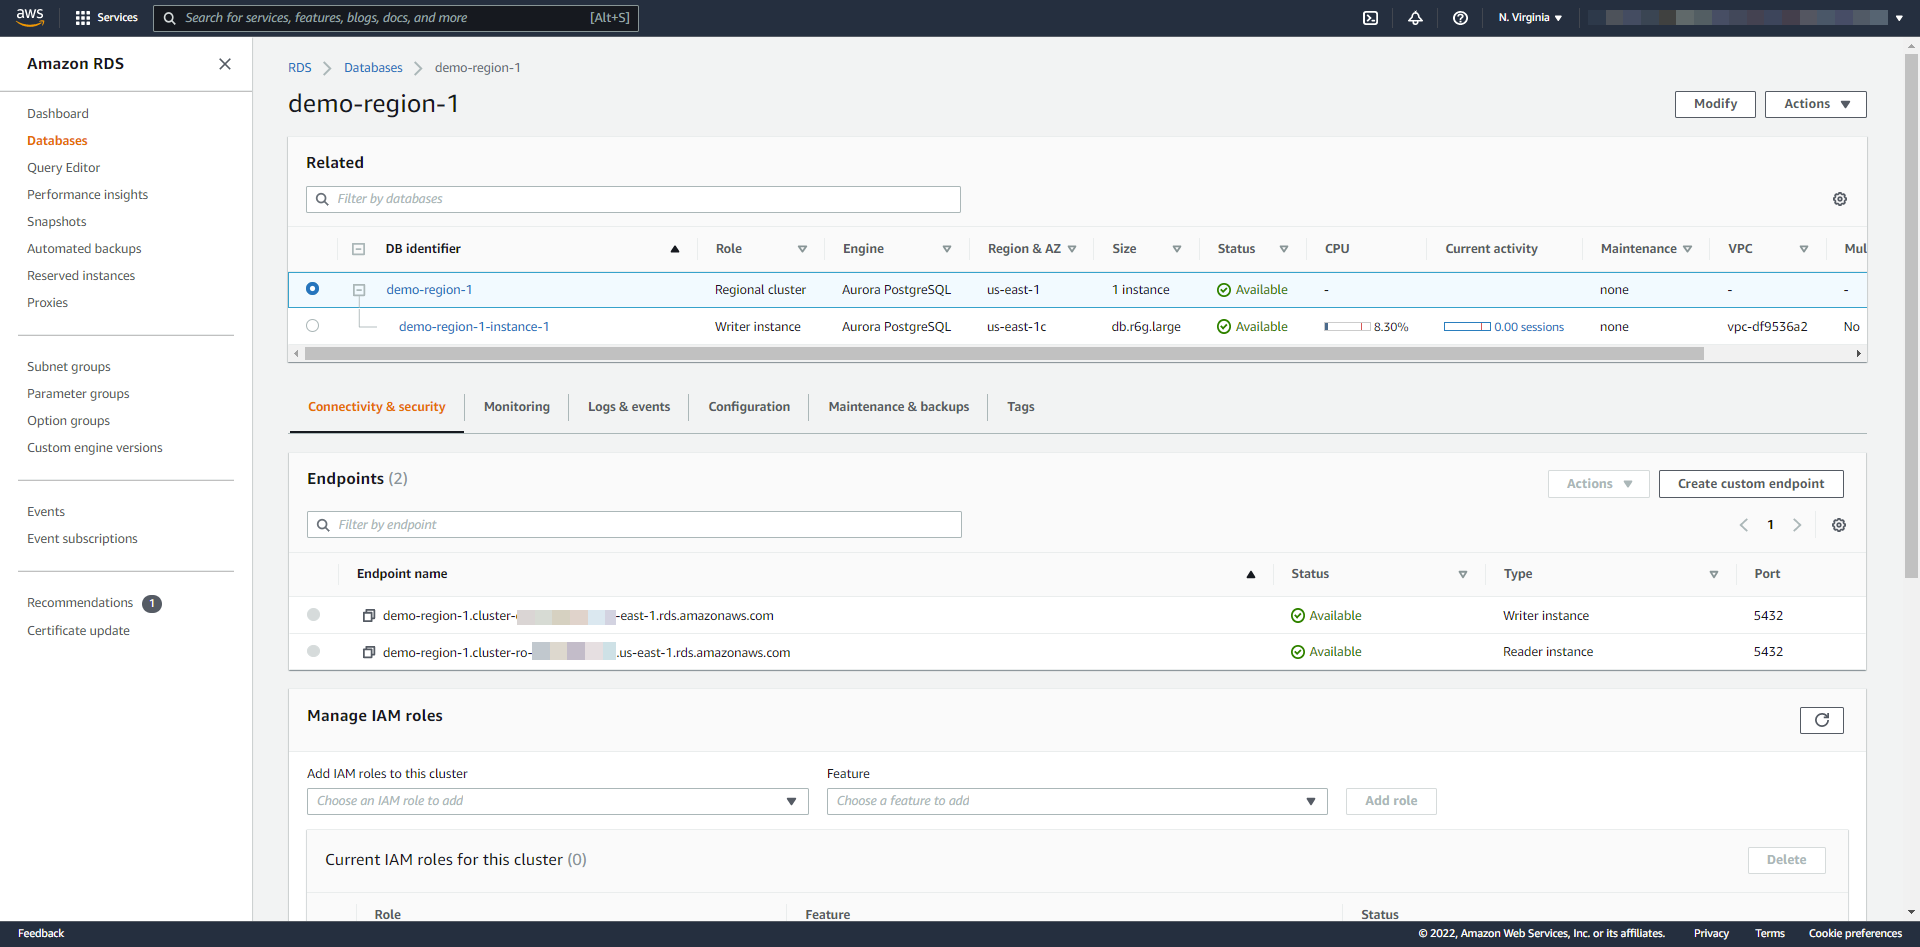 aws Services Search for services, features, blogs, docs, and more [Alt+S] N. Virginia
Amazon RDS
Dashboard
Databases
Query Editor
Performance insights
Snapshots
Automated backups
Reserved instances
Proxies
Subnet groups
Parameter groups
Option groups
Custom engine versions
Events
Event subscriptions
Recommendations 1
Certificate update
RDS Databases demo-region-1
demo-region-1
Modify Actions
Related
Filter by databases
DB identifier Role Engine Region & AZ Size Status CPU Current activity Maintenance VPC Mul
demo-region-1 Regional cluster Aurora PostgreSQL us-east-1 1 instance Available - none - -
demo-region-1-instance-1 Writer instance Aurora PostgreSQL us-east-1c db.r6g.large Available 8.30% 0.00 sessions none vpc-df9536a2 No
Connectivity & security Monitoring Logs & events Configuration Maintenance & backups Tags
Endpoints (2)
Actions Create custom endpoint
Filter by endpoint
1
Endpoint name Status Type Port
demo-region-1.cluster- -east-1.rds.amazonaws.com Available Writer instance 5432
demo-region-1.cluster-ro- .us-east-1.rds.amazonaws.com Available Reader instance 5432
Manage IAM roles
Add IAM roles to this cluster Feature
Choose an IAM role to add Choose a feature to add Add role
Current IAM roles for this cluster (0)
Delete
Role Feature Status
Feedback © 2022, Amazon Web Services, Inc. or its affiliates. Privacy Terms Cookie preferences